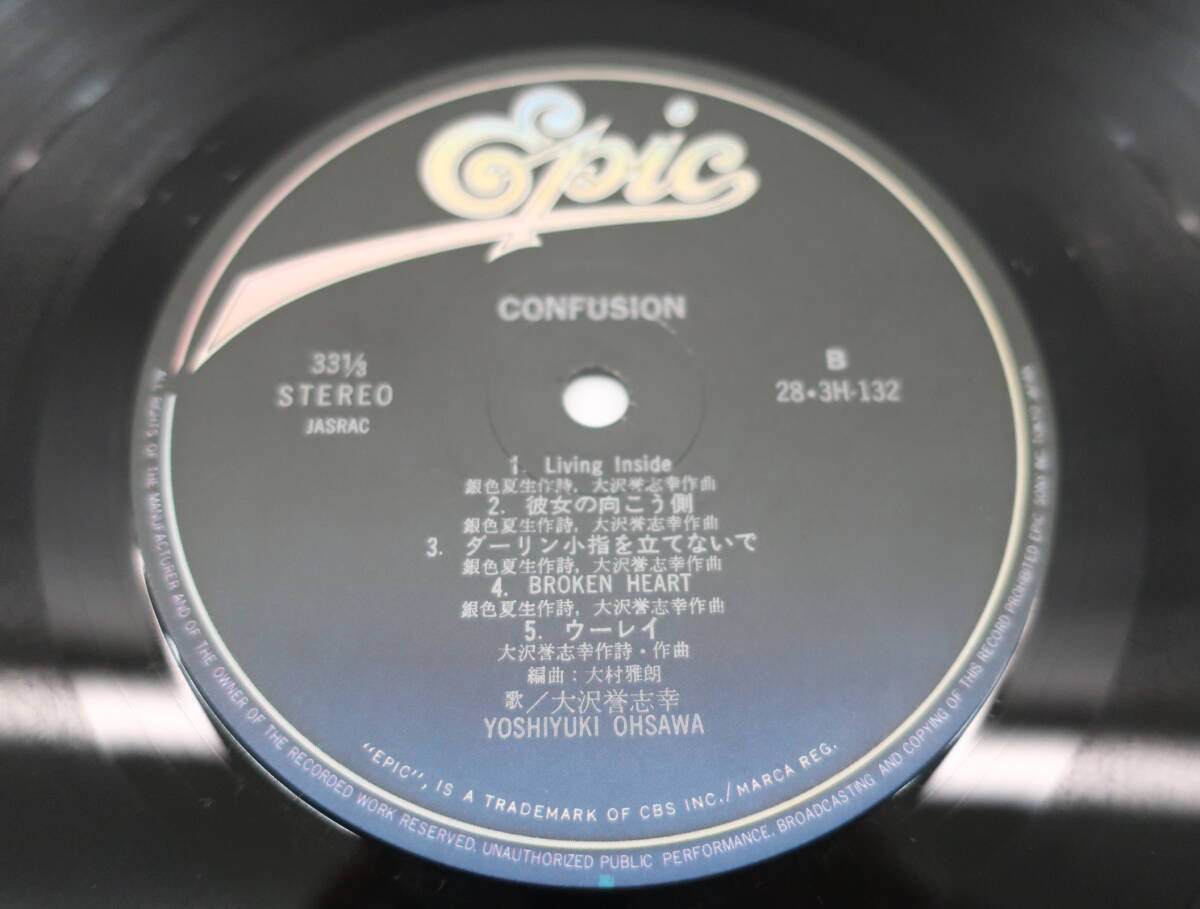 Epic
CONFUSION
33⅓
STEREO
JASRAC
B
28・3H-132
1. Living Inside
銀色夏生作詩, 大沢誉志幸作曲
2. 彼女の向こう側
銀色夏生作詩, 大沢誉志幸作曲
3. ダーリン小指を立てないで
銀色夏生作詩, 大沢誉志幸作曲
4. BROKEN HEART
銀色夏生作詩, 大沢誉志幸作曲
5. ウーレイ
大沢誉志幸作詩・作曲
編曲:大村雅朗
歌/大沢誉志幸
YOSHIYUKI OHSAWA
"EPIC", IS A TRADEMARK OF CBS INC./MARCA REG.
ALL RIGHTS OF THE MANUFACTURER AND OF THE OWNER OF THE RECORDED WORK RESERVED. UNAUTHORIZED PUBLIC PERFORMANCE, BROADCASTING AND COPYING OF THIS RECORD PROHIBITED EPIC SONY INC TOKYO JAPAN